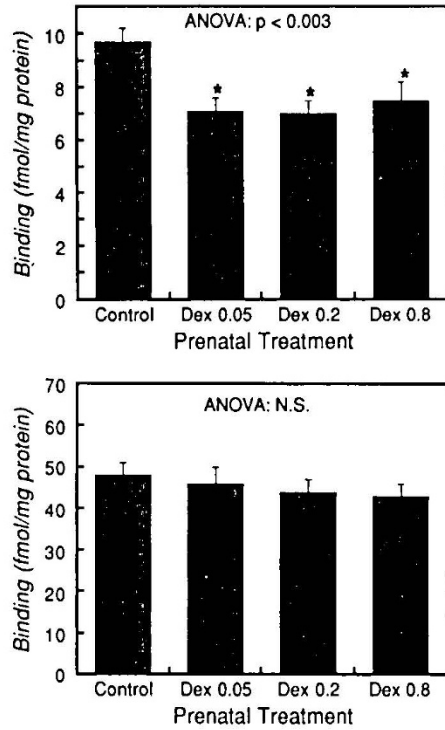 ANOVA: p < 0.003
Binding (fmol/mg protein)
10
8
6
4
2
0
*
*
*
Control Dex 0.05 Dex 0.2 Dex 0.8
Prenatal Treatment
ANOVA: N.S.
Binding (fmol/mg protein)
70
60
50
40
30
20
10
0
Control Dex 0.05 Dex 0.2 Dex 0.8
Prenatal Treatment